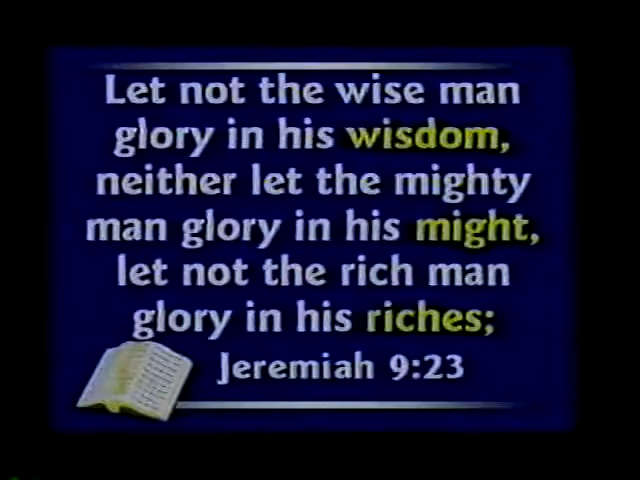 Let not the wise man
glory in his wisdom,
neither let the mighty
man glory in his might,
let not the rich man
glory in his riches;
Jeremiah 9:23